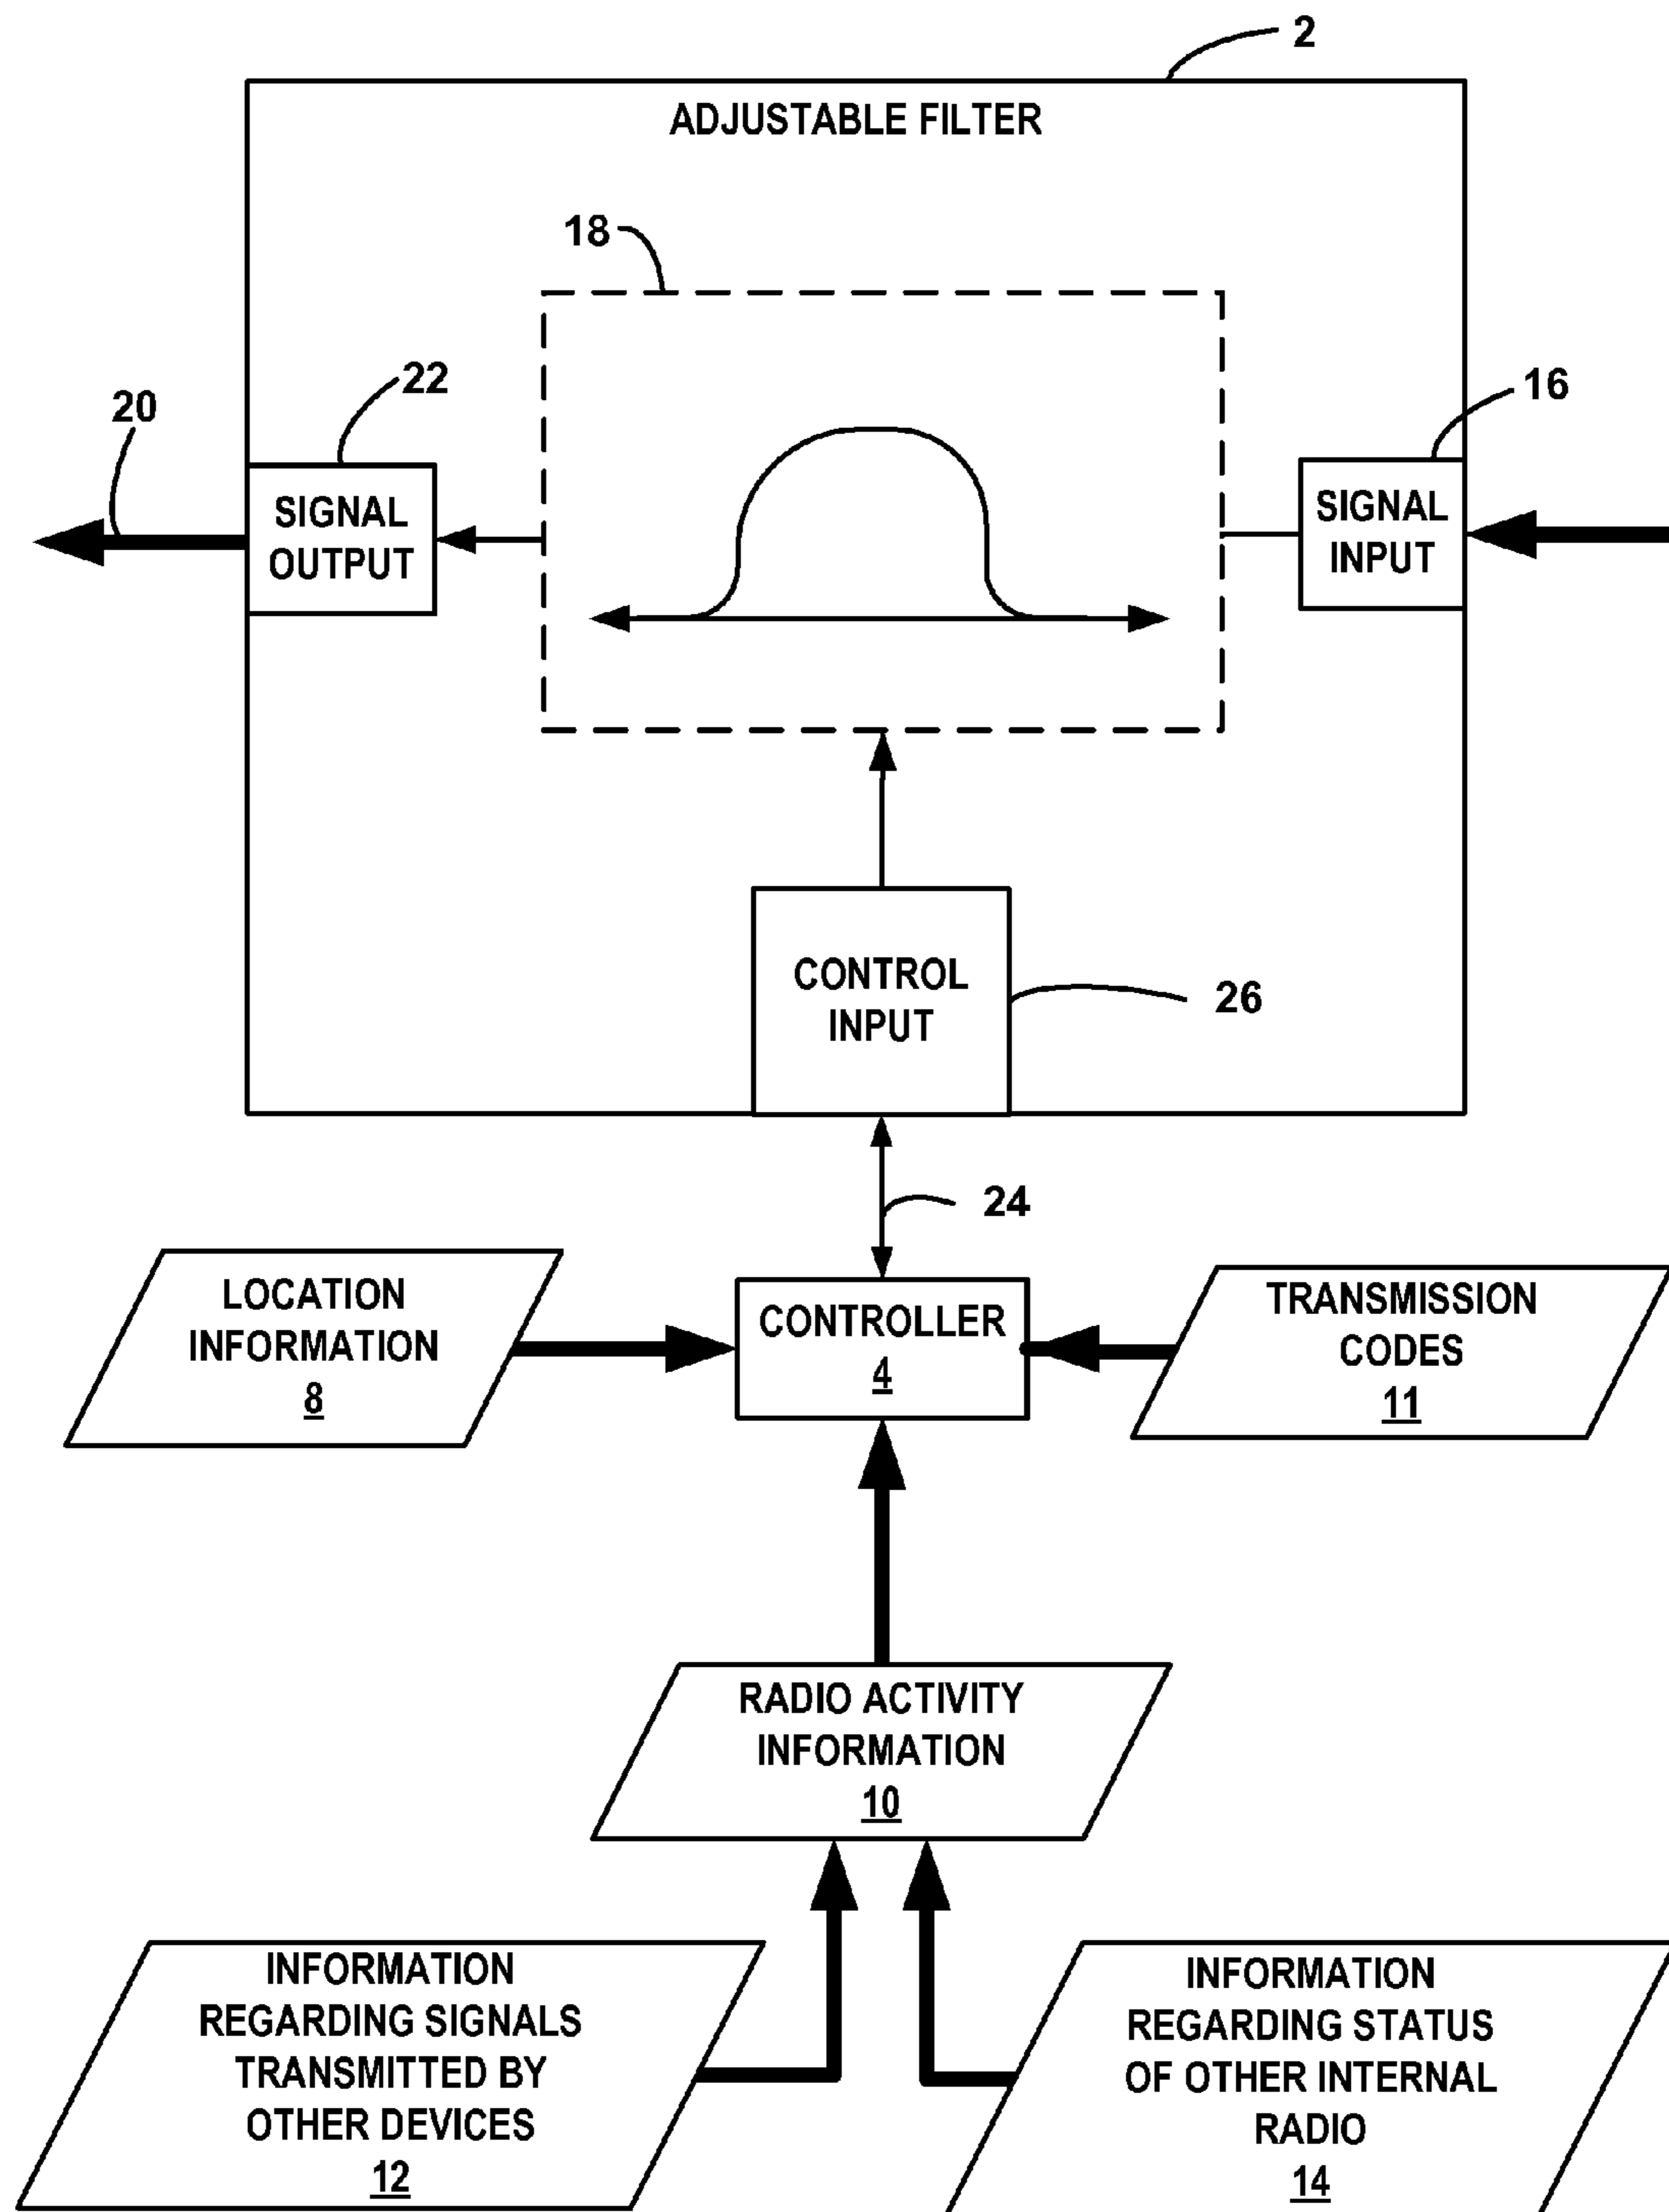 2
ADJUSTABLE FILTER
18
22
16
20
SIGNAL
OUTPUT
SIGNAL
INPUT
CONTROL
INPUT
26
24
LOCATION
INFORMATION
8
CONTROLLER
4
TRANSMISSION
CODES
11
RADIO ACTIVITY
INFORMATION
10
INFORMATION
REGARDING SIGNALS
TRANSMITTED BY
OTHER DEVICES
12
INFORMATION
REGARDING STATUS
OF OTHER INTERNAL
RADIO
14